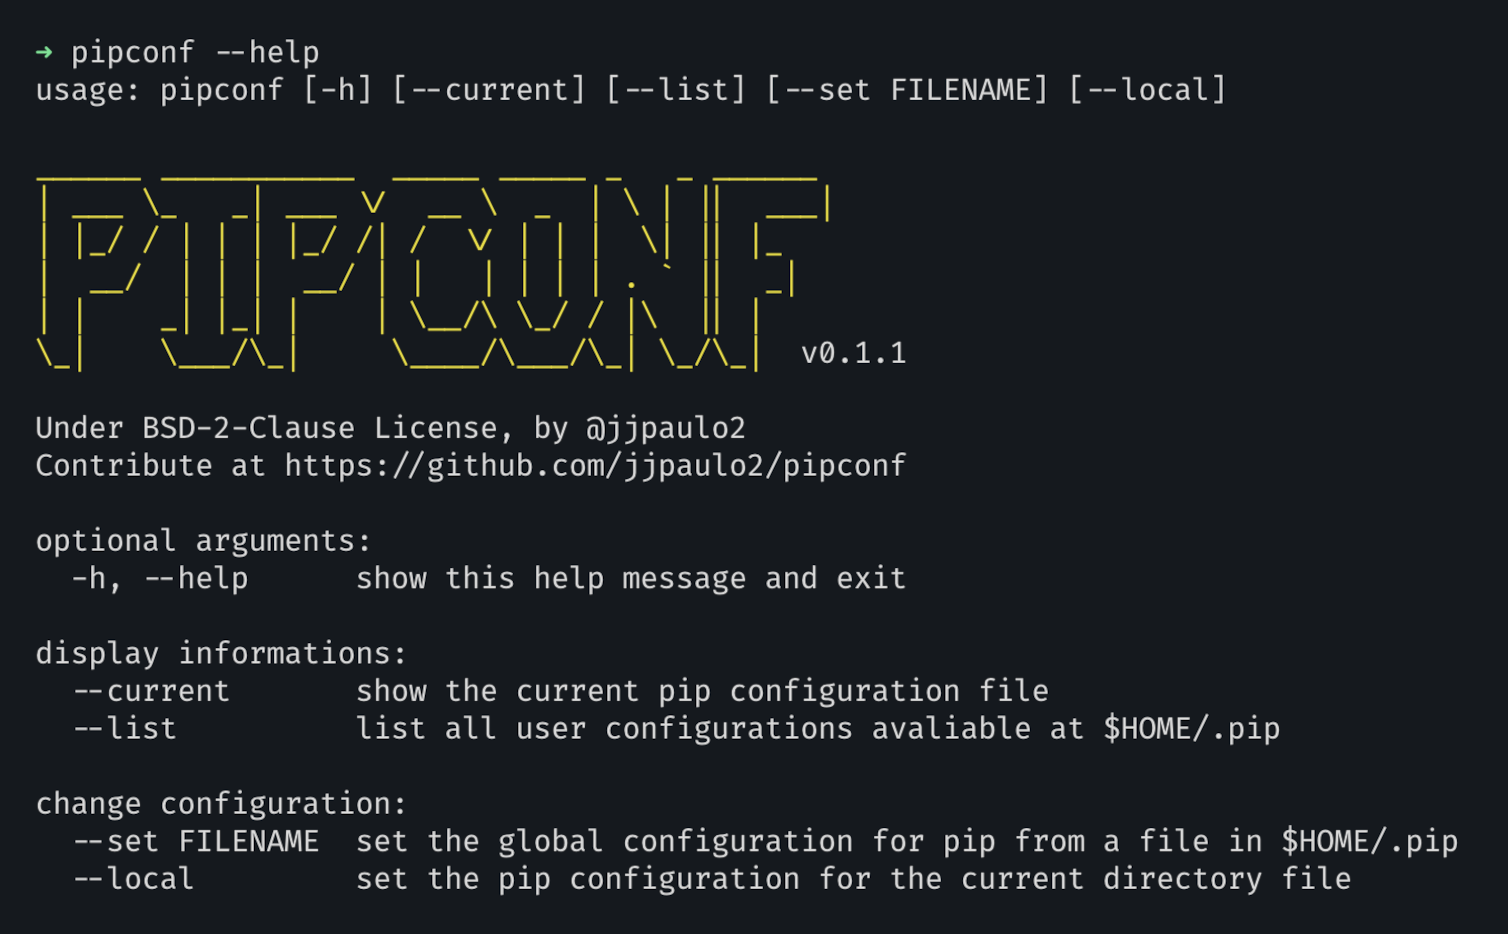 ➜ pipconf --help
usage: pipconf [-h] [--current] [--list] [--set FILENAME] [--local]
PIPCONF v0.1.1
Under BSD-2-Clause License, by @jjpaulo2
Contribute at https://github.com/jjpaulo2/pipconf
optional arguments:
-h, --help show this help message and exit
display informations:
--current show the current pip configuration file
--list list all user configurations avaliable at $HOME/.pip
change configuration:
--set FILENAME set the global configuration for pip from a file in $HOME/.pip
--local set the pip configuration for the current directory file